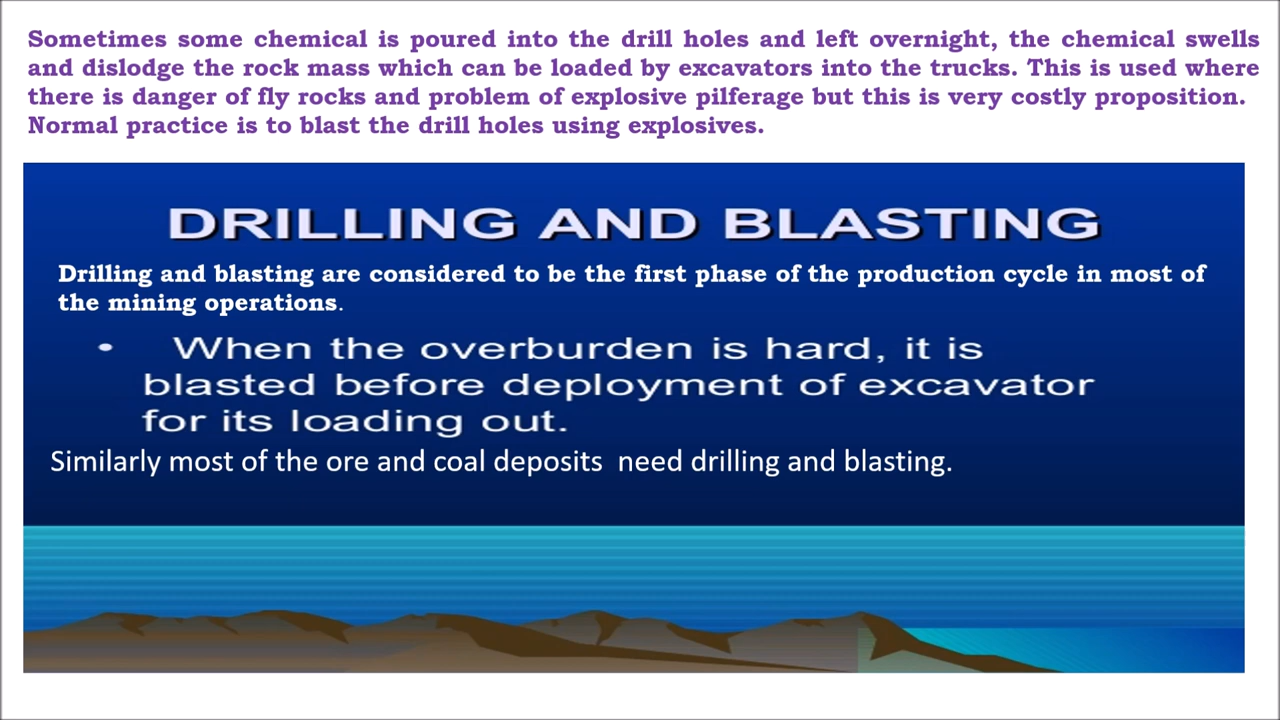 Sometimes some chemical is poured into the drill holes and left overnight, the chemical swells
and dislodge the rock mass which can be loaded by excavators into the trucks. This is used where
there is danger of fly rocks and problem of explosive pilferage but this is very costly proposition.
Normal practice is to blast the drill holes using explosives.
DRILLING AND BLASTING
Drilling and blasting are considered to be the first phase of the production cycle in most of
the mining operations.
• When the overburden is hard, it is
blasted before deployment of excavator
for its loading out.
Similarly most of the ore and coal deposits need drilling and blasting.